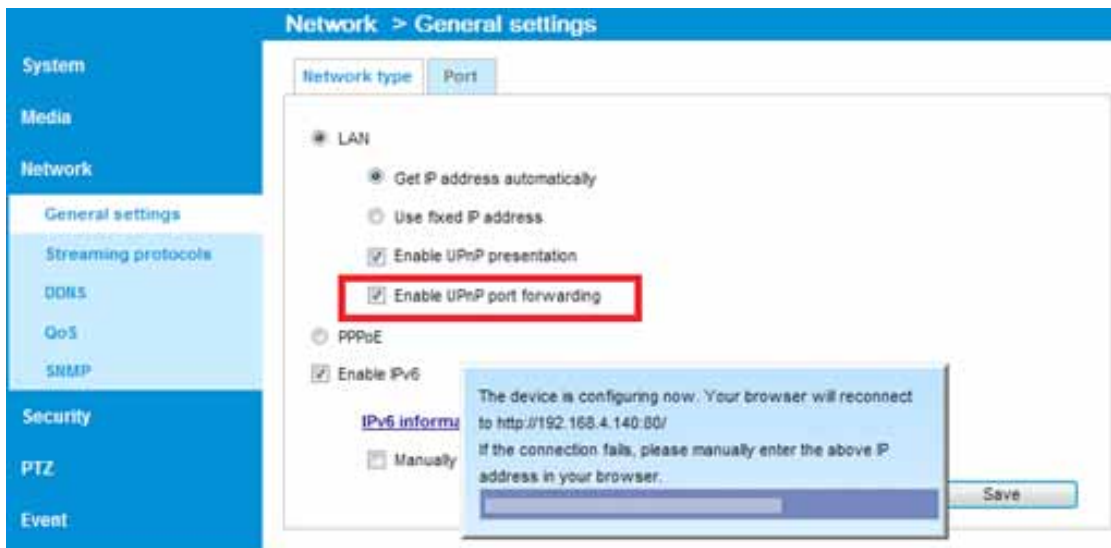 Network > General settings
System
Media
Network
General settings
Streaming protocols
DDNS
QoS
SNMP
Security
PTZ
Event
Network type
Port
LAN
Get IP address automatically
Use fixed IP address
Enable UPnP presentation
Enable UPnP port forwarding
PPPoE
Enable IPv6
IPv6 informa
Manually
The device is configuring now. Your browser will reconnect
to http://192.168.4.140:80/
If the connection fails, please manually enter the above IP
address in your browser.
Save